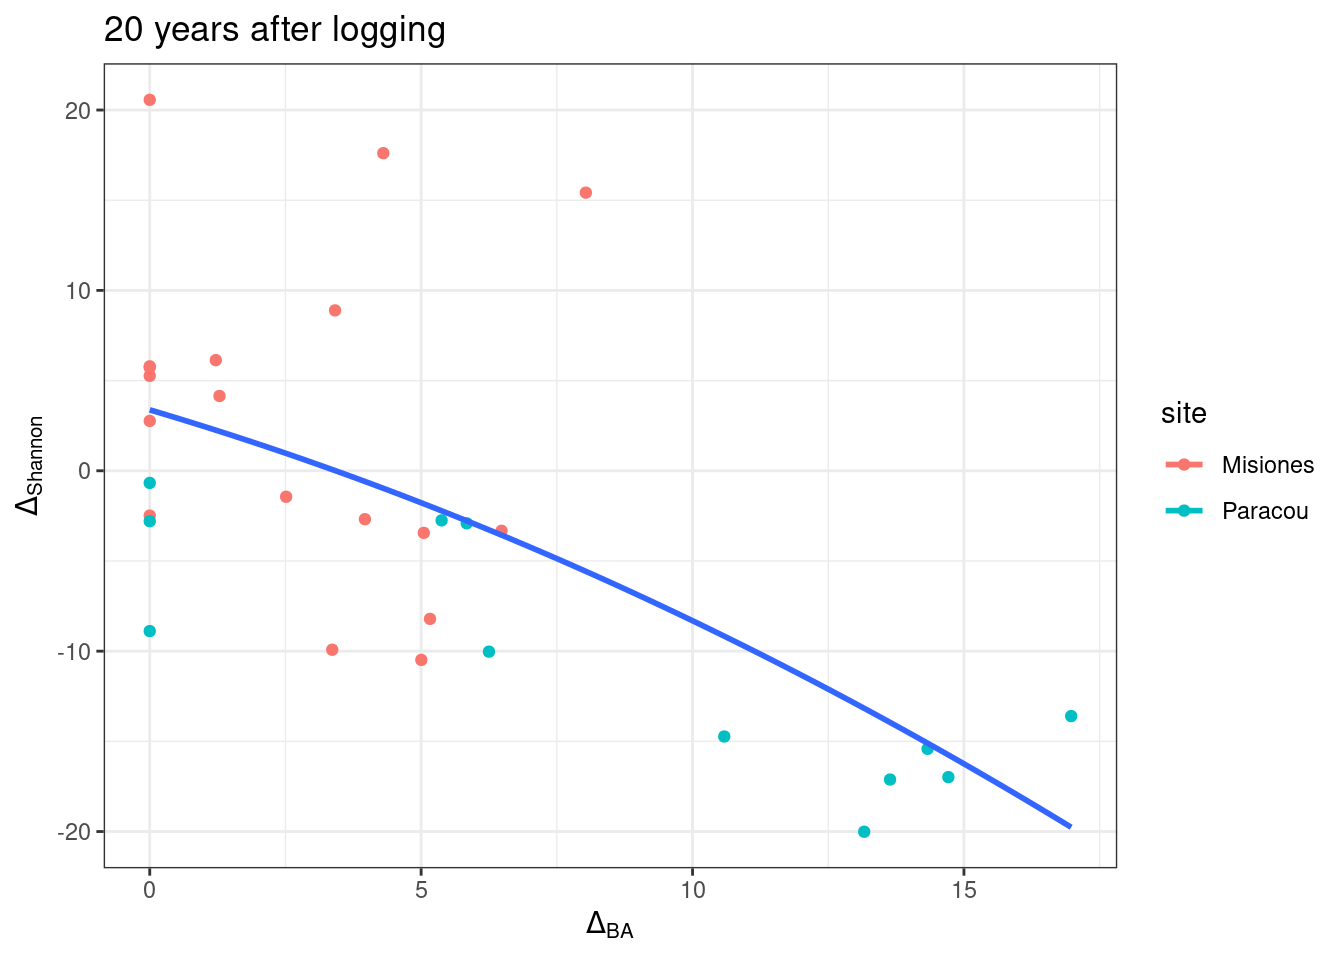 20 years after logging
20
10
0
-10
-20
ΔShannon
0 5 10 15
ΔBA
site
Misiones
Paracou